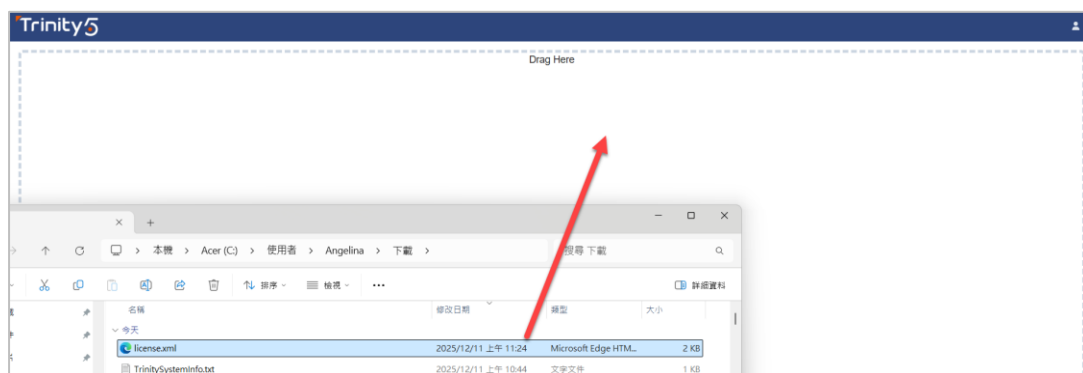 Trinity5
Drag Here
本機 > Acer (C:) > 使用者 > Angelina > 下載 >
搜尋 下載
排序
檢視
詳細資料
名稱
修改日期
類型
大小
今天
license.xml 2025/12/11 上午 11:24 Microsoft Edge HTM... 2 KB
TrinitySystemInfo.txt 2025/12/11 上午 10:44 文字文件 1 KB